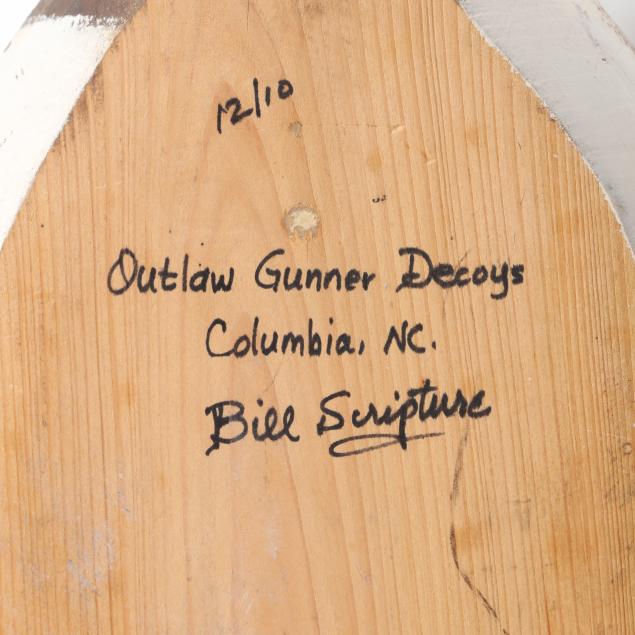 12/10
Outlaw Gunner Decoys
Columbia, NC.
Bill Scripture